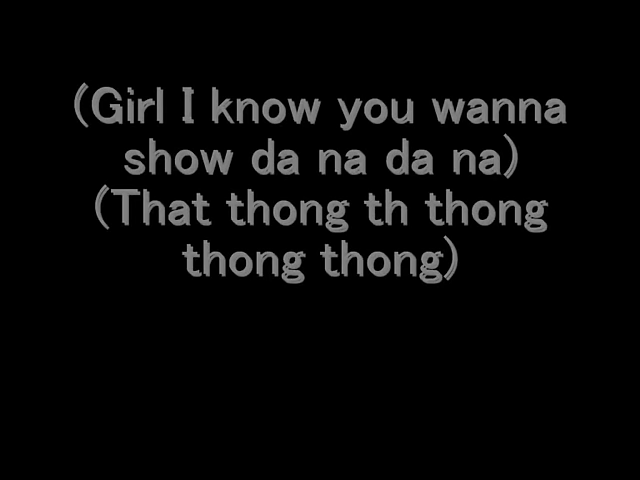 (Girl I know you wanna
show da na da na)
(That thong th thong
thong thong)